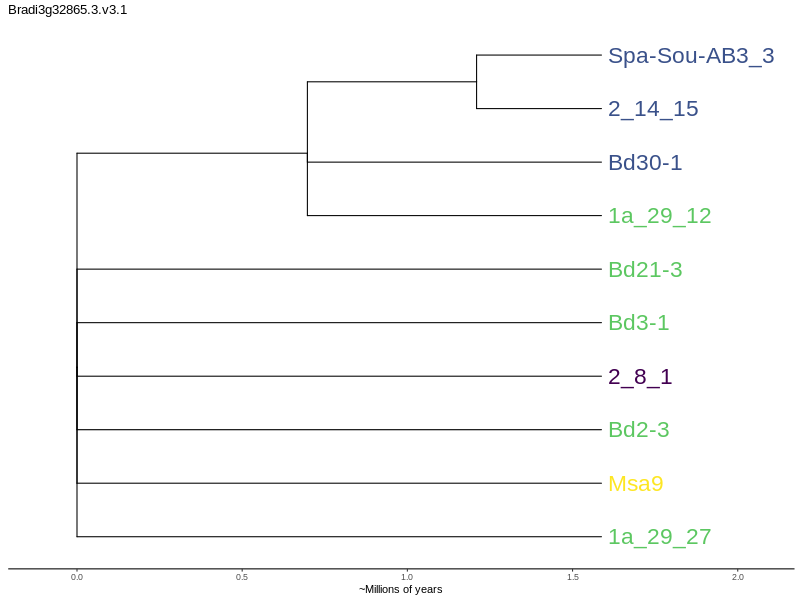 Bradi3g32865.3.v3.1
Spa-Sou-AB3_3
2_14_15
Bd30-1
1a_29_12
Bd21-3
Bd3-1
2_8_1
Bd2-3
Msa9
1a_29_27
0.0 0.5 1.0 1.5 2.0
~Millions of years